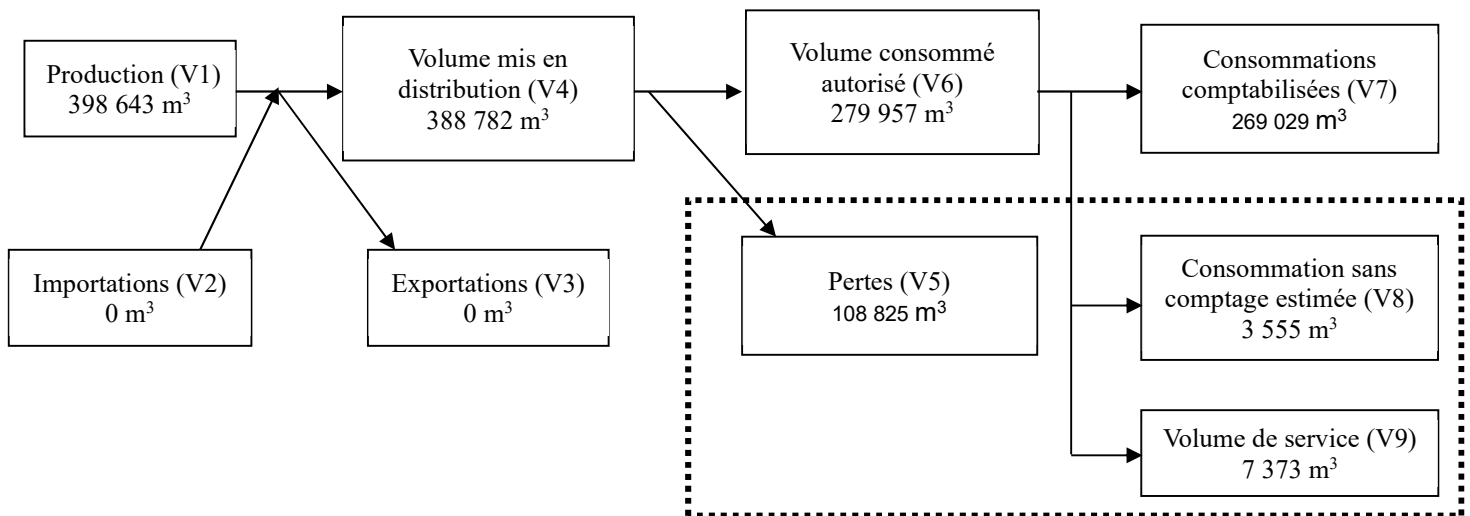 Production (V1)
398 643 m³
Volume mis en
distribution (V4)
388 782 m³
Volume consommé
autorisé (V6)
279 957 m³
Consommations
comptabilisées (V7)
269 029 m³
Importations (V2)
0 m³
Exportations (V3)
0 m³
Pertes (V5)
108 825 m³
Consommation sans
comptage estimée (V8)
3 555 m³
Volume de service (V9)
7 373 m³